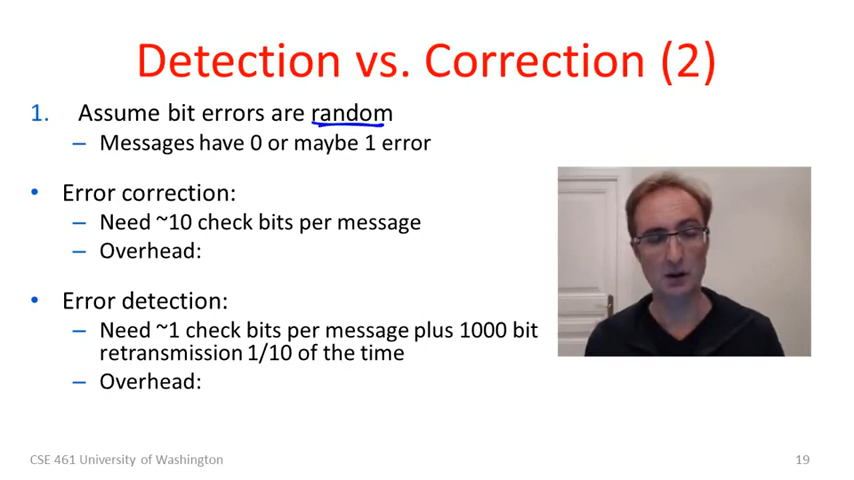 Detection vs. Correction (2)
1. Assume bit errors are random
– Messages have 0 or maybe 1 error
• Error correction:
– Need ~10 check bits per message
– Overhead:
• Error detection:
– Need ~1 check bits per message plus 1000 bit
retransmission 1/10 of the time
– Overhead:
CSE 461 University of Washington
19